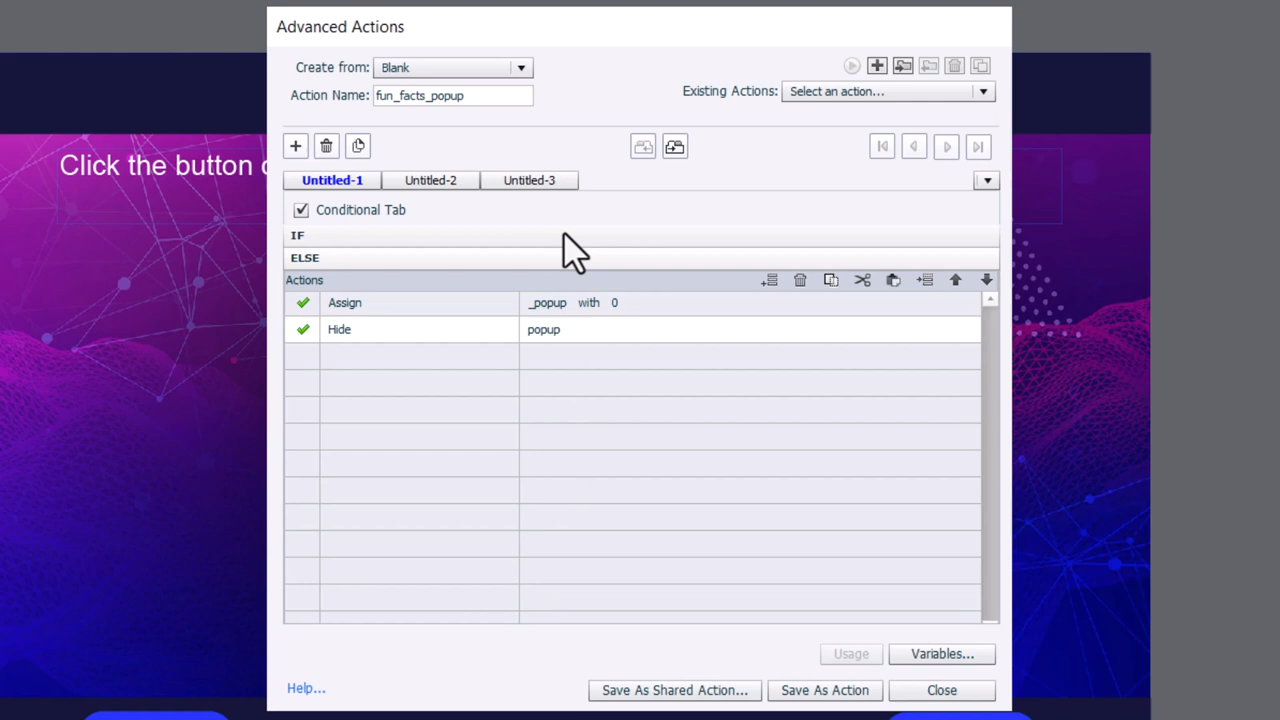 Advanced Actions
Create from: Blank
Action Name: fun_facts_popup
Existing Actions: Select an action...
Click the button
Untitled-1 Untitled-2 Untitled-3
Conditional Tab
IF
ELSE
Actions
Assign _popup with 0
Hide popup
Usage Variables...
Help... Save As Shared Action... Save As Action Close